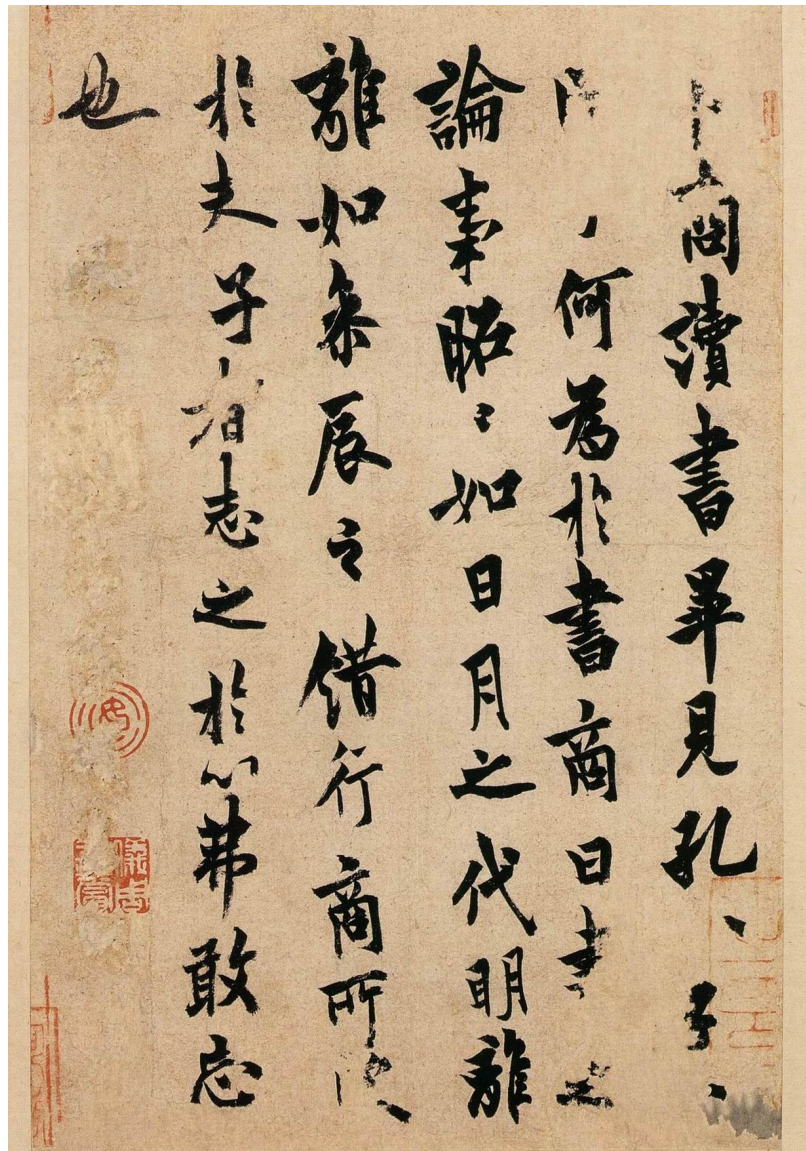 卜商讀書畢見孔、子、
何為於書商曰書之
論事昭〻如日月之代明離
離如參辰之錯行商所受
於夫子者志之於心弗敢忘
也